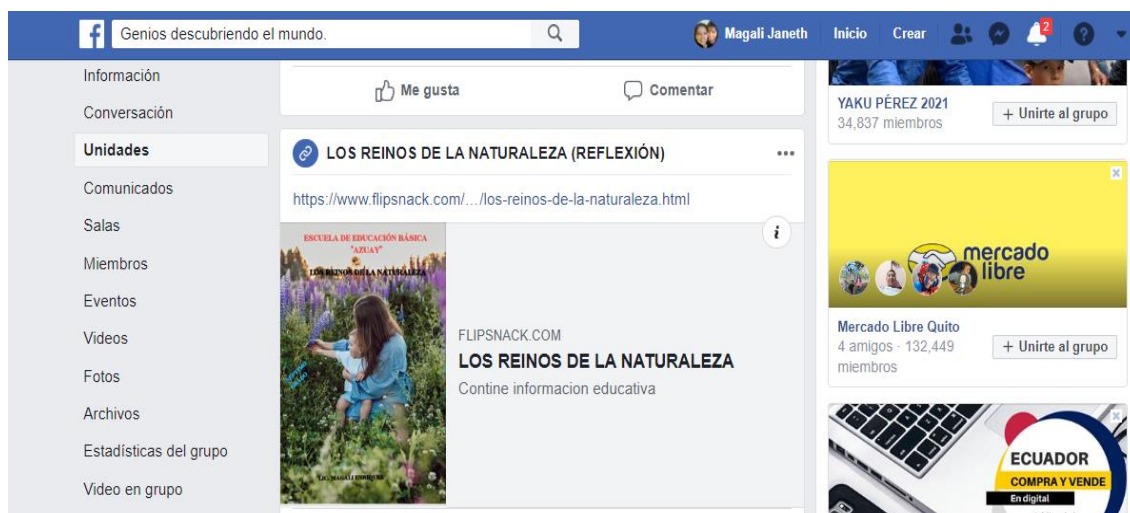 Genios descubriendo el mundo.
Magali Janeth
Inicio
Crear
2
Información
Conversación
Unidades
Comunicados
Salas
Miembros
Eventos
Videos
Fotos
Archivos
Estadísticas del grupo
Video en grupo
Me gusta
Comentar
LOS REINOS DE LA NATURALEZA (REFLEXIÓN)
https://www.flipsnack.com/.../los-reinos-de-la-naturaleza.html
ESCUELA DE EDUCACIÓN BÁSICA
"AZUAY"
LOS REINOS DE LA NATURALEZA
LIC. MAGALI
FLIPSNACK.COM
LOS REINOS DE LA NATURALEZA
Contine informacion educativa
YAKU PÉREZ 2021
34,837 miembros
+ Unirte al grupo
mercado
libre
Mercado Libre Quito
4 amigos · 132,449
miembros
+ Unirte al grupo
ECUADOR
COMPRA Y VENDE
En digital